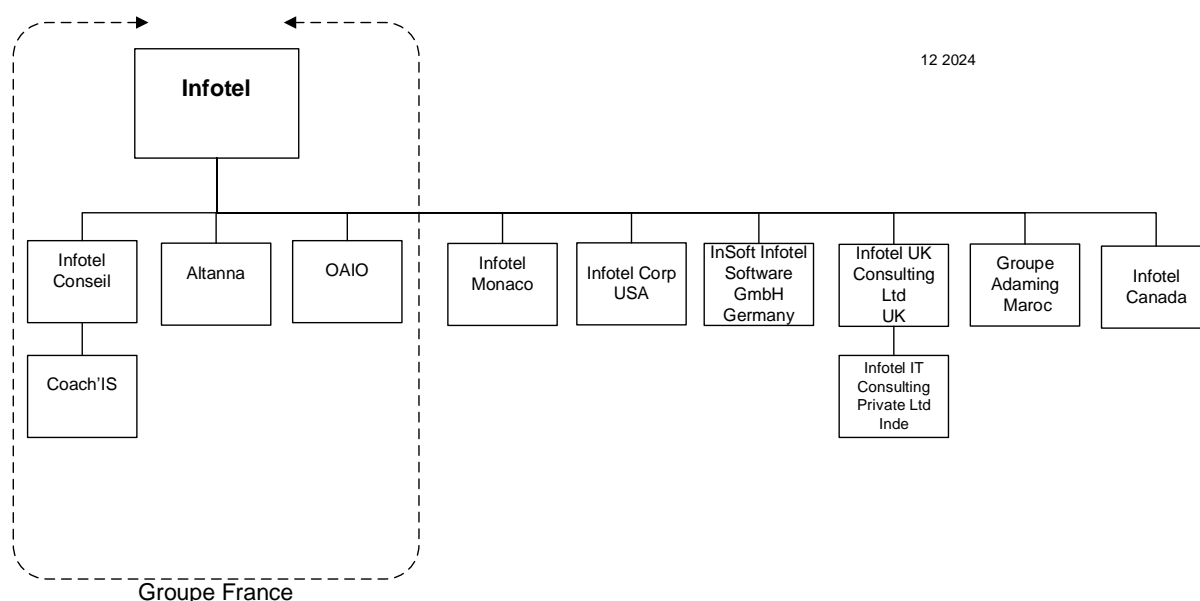 12 2024
Infotel
Infotel
Conseil
Altanna
OAIO
Infotel
Monaco
Infotel Corp
USA
InSoft Infotel
Software
GmbH
Germany
Infotel UK
Consulting
Ltd
UK
Groupe
Adaming
Maroc
Infotel
Canada
Coach'IS
Infotel IT
Consulting
Private Ltd
Inde
Groupe France